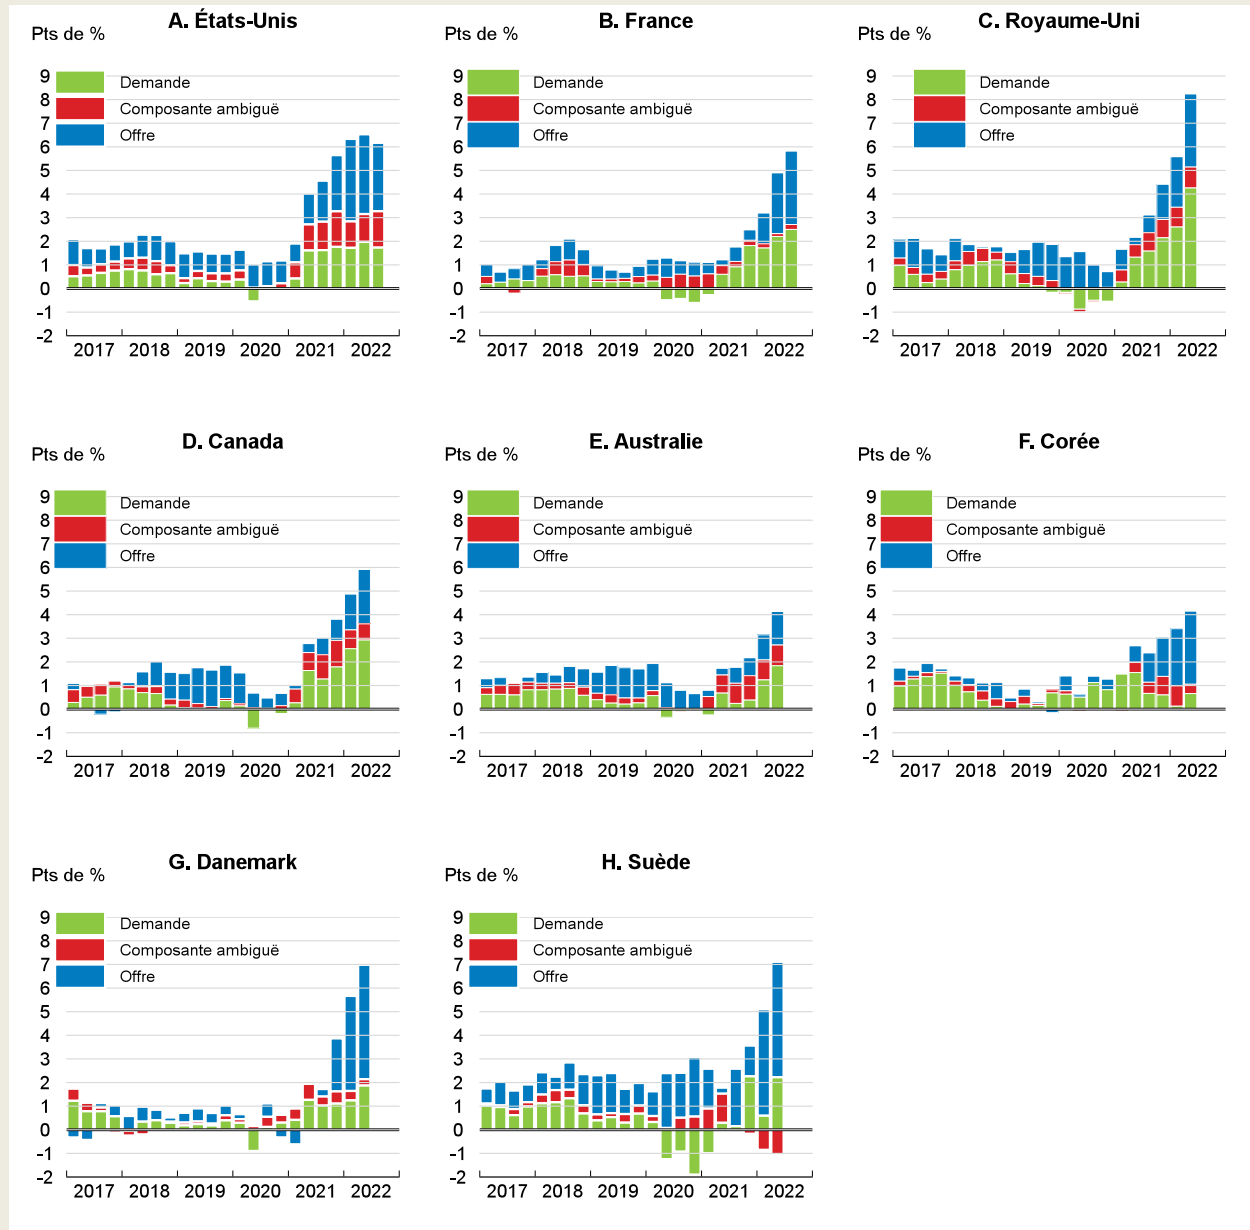 A. États-Unis
Pts de %
9
8
7
6
5
4
3
2
1
0
-1
-2
Demande
Composante ambiguë
Offre
2017 2018 2019 2020 2021 2022
B. France
Pts de %
9
8
7
6
5
4
3
2
1
0
-1
-2
Demande
Composante ambiguë
Offre
2017 2018 2019 2020 2021 2022
C. Royaume-Uni
Pts de %
9
8
7
6
5
4
3
2
1
0
-1
-2
Demande
Composante ambiguë
Offre
2017 2018 2019 2020 2021 2022
D. Canada
Pts de %
9
8
7
6
5
4
3
2
1
0
-1
-2
Demande
Composante ambiguë
Offre
2017 2018 2019 2020 2021 2022
E. Australie
Pts de %
9
8
7
6
5
4
3
2
1
0
-1
-2
Demande
Composante ambiguë
Offre
2017 2018 2019 2020 2021 2022
F. Corée
Pts de %
9
8
7
6
5
4
3
2
1
0
-1
-2
Demande
Composante ambiguë
Offre
2017 2018 2019 2020 2021 2022
G. Danemark
Pts de %
9
8
7
6
5
4
3
2
1
0
-1
-2
Demande
Composante ambiguë
Offre
2017 2018 2019 2020 2021 2022
H. Suède
Pts de %
9
8
7
6
5
4
3
2
1
0
-1
-2
Demande
Composante ambiguë
Offre
2017 2018 2019 2020 2021 2022